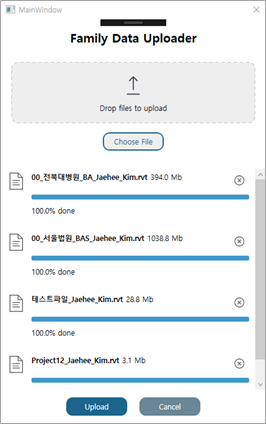 MainWindow
Family Data Uploader
Drop files to upload
Choose File
00_전북대병원_BA_Jaehee_Kim.rvt 394.0 Mb
100.0% done
00_서울법원_BAS_Jaehee_Kim.rvt 1038.8 Mb
100.0% done
테스트파일_Jaehee_Kim.rvt 28.8 Mb
100.0% done
Project12_Jaehee_Kim.rvt 3.1 Mb
Upload
Cancel